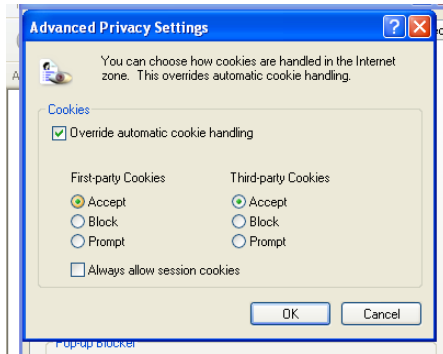 Advanced Privacy Settings
You can choose how cookies are handled in the Internet
zone. This overrides automatic cookie handling.
Cookies
Override automatic cookie handling
First-party Cookies Third-party Cookies
Accept Accept
Block Block
Prompt Prompt
Always allow session cookies
OK Cancel
Pop-up Blocker